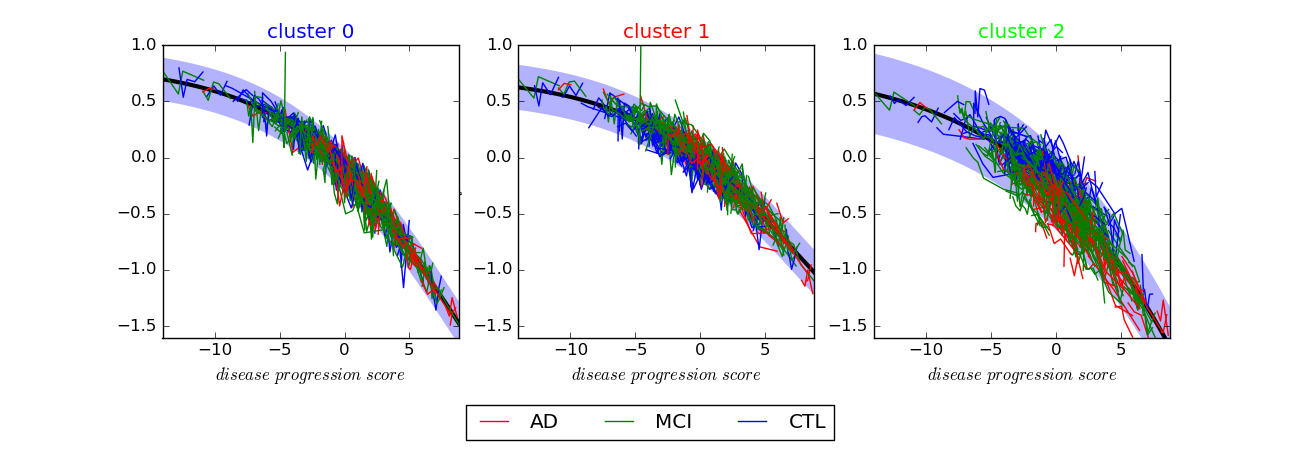 cluster 0 cluster 1 cluster 2
1.0 1.0 1.0
0.5 0.5 0.5
0.0 0.0 0.0
−0.5 −0.5 −0.5
−1.0 −1.0 −1.0
−1.5 −1.5 −1.5
−10 −5 0 5 −10 −5 0 5 −10 −5 0 5
disease progression score disease progression score disease progression score
AD MCI CTL